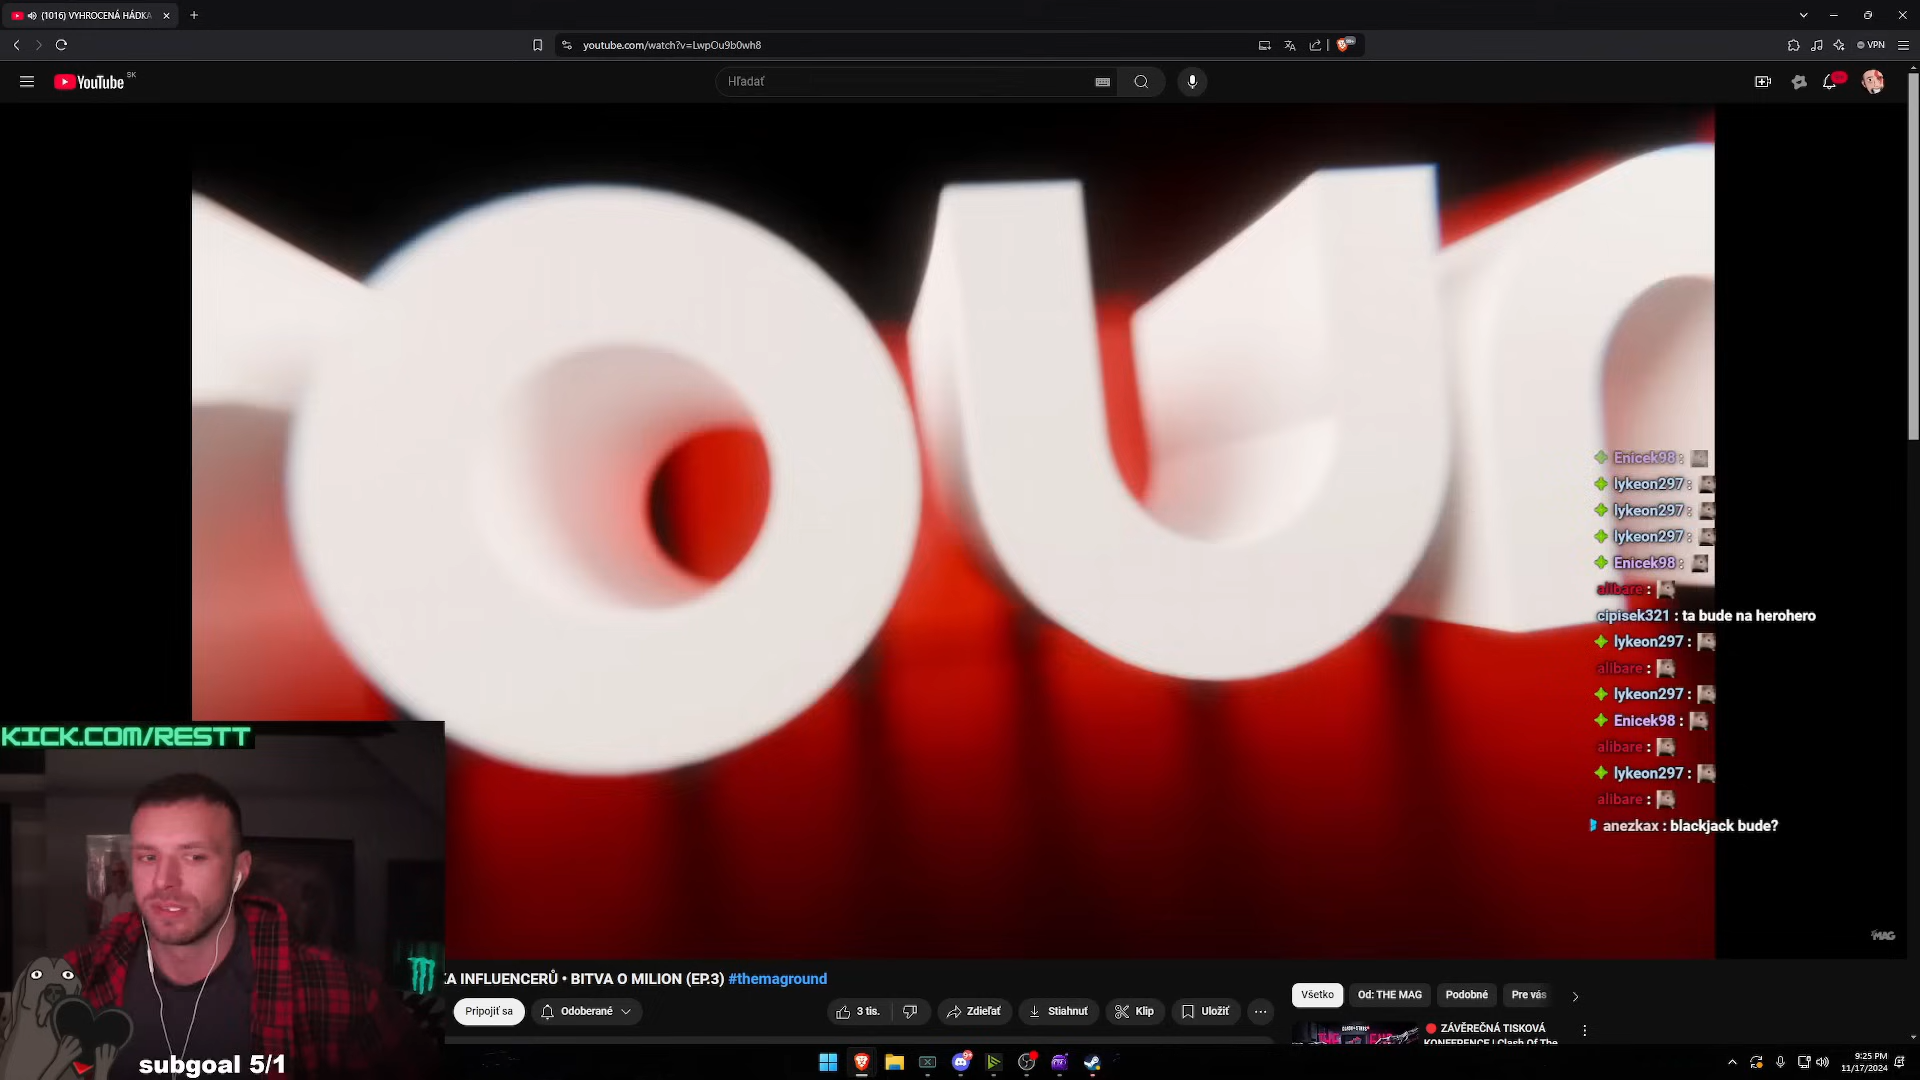 (1016) VYHROCENÁ HÁDKA
youtube.com/watch?v=LwpOu9b0wh8
VPN
YouTube SK
Hľadať
OUN
Enicek98 :
lykeon297 :
lykeon297 :
lykeon297 :
Enicek98 :
alibare :
cipisek321 : ta bude na herohero
lykeon297 :
alibare :
lykeon297 :
Enicek98 :
alibare :
lykeon297 :
alibare :
anezkax : blackjack bude?
KICK.COM/RESTT
MAG
KA INFLUENCERŮ • BITVA O MILION (EP.3) #themaground
Pripojiť sa
Odoberané
3 tis.
Zdieľať
Stiahnuť
Klip
Uložiť
Všetko
Od: THE MAG
Podobné
Pre vás
ZÁVĚREČNÁ TISKOVÁ
KONFERENCE | Clash Of The
subgoal 5/1
9:25 PM
11/17/2024